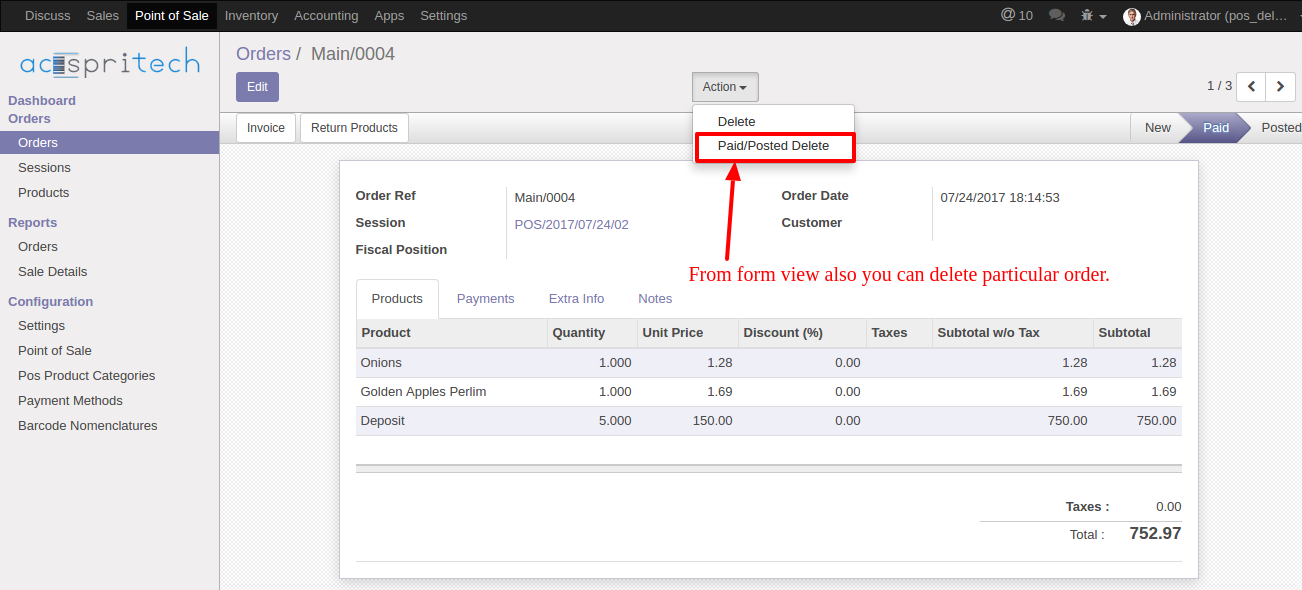 Discuss Sales Point of Sale Inventory Accounting Apps Settings @ 10 Administrator (pos_del...
acespritech
Orders / Main/0004
Edit Action 1 / 3
Dashboard
Orders
Orders
Sessions
Products
Reports
Orders
Sale Details
Configuration
Settings
Point of Sale
Pos Product Categories
Payment Methods
Barcode Nomenclatures
Invoice Return Products New Paid Posted
Delete
Paid/Posted Delete
Order Ref Main/0004 Order Date 07/24/2017 18:14:53
Session POS/2017/07/24/02 Customer
Fiscal Position
From form view also you can delete particular order.
Products Payments Extra Info Notes
Product Quantity Unit Price Discount (%) Taxes Subtotal w/o Tax Subtotal
Onions 1.000 1.28 0.00 1.28 1.28
Golden Apples Perlim 1.000 1.69 0.00 1.69 1.69
Deposit 5.000 150.00 0.00 750.00 750.00
Taxes : 0.00
Total : 752.97